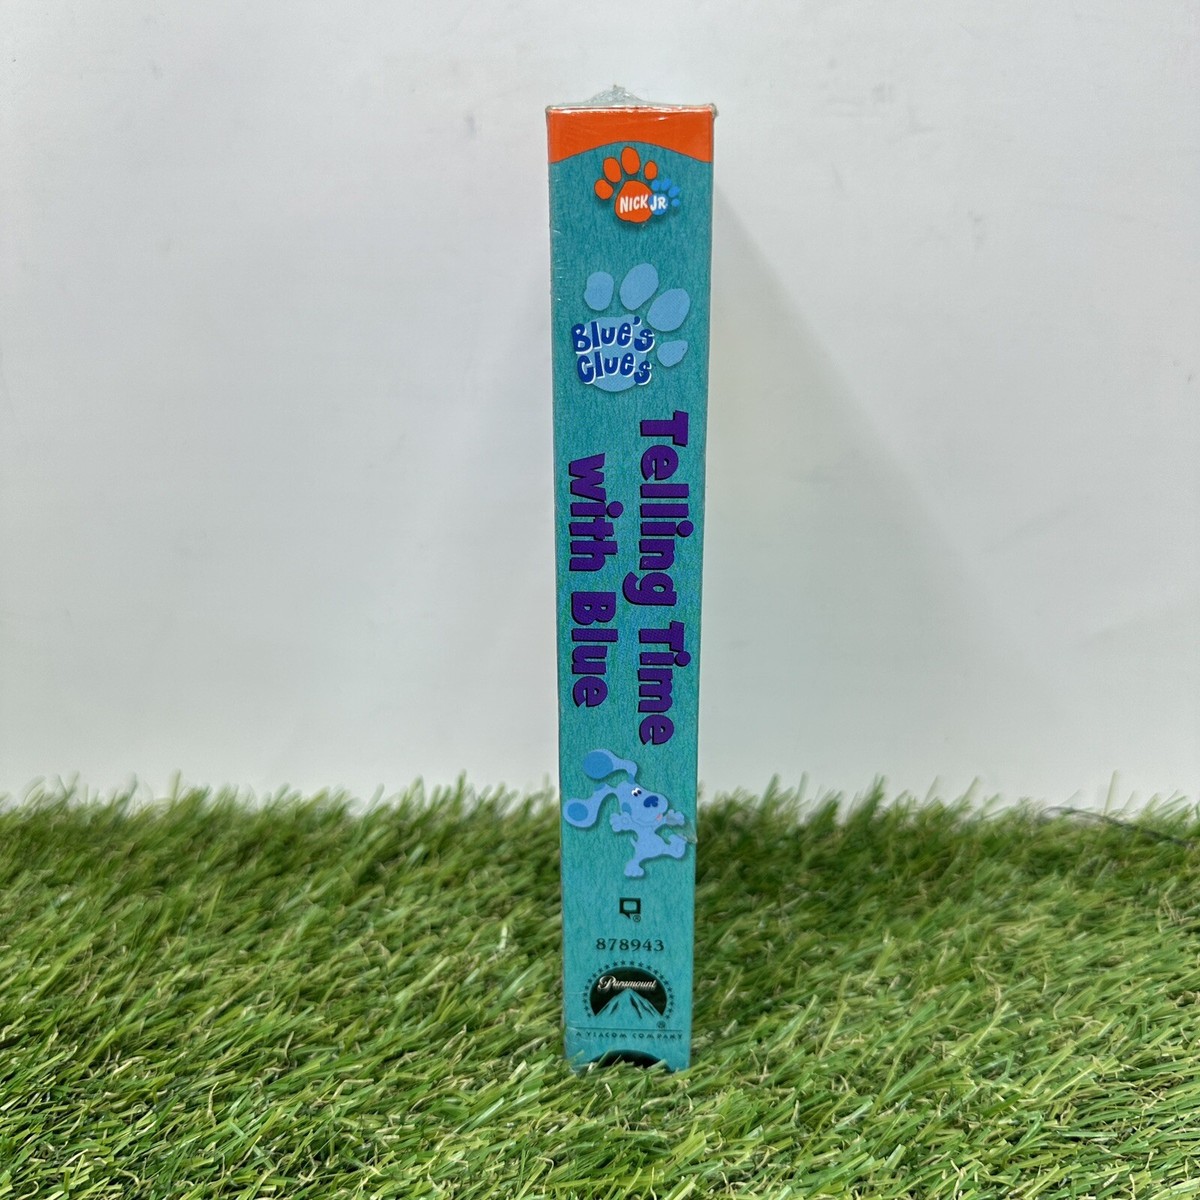 NICK JR
Blue's
Clues
Telling Time
with Blue
®
878943
Paramount
®
A VIACOM COMPANY